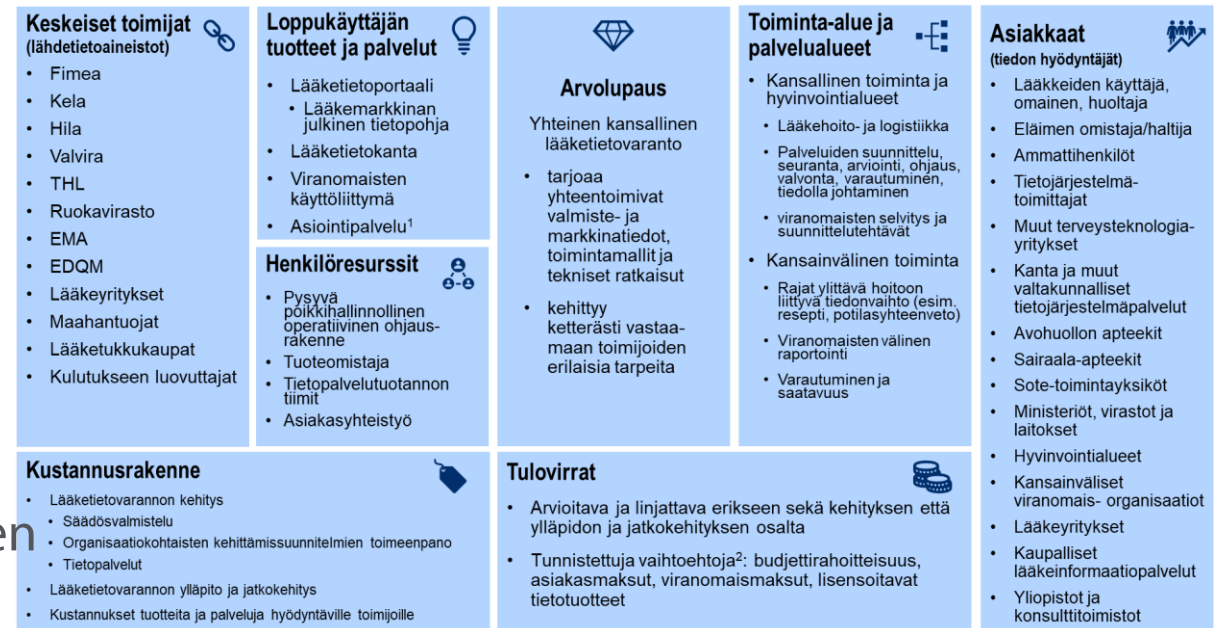 Keskeiset toimijat
(lähdetietoaineistot)
• Fimea
• Kela
• Hila
• Valvira
• THL
• Ruokavirasto
• EMA
• EDQM
• Lääkeyritykset
• Maahantuojat
• Lääketukkukaupat
• Kulutukseen luovuttajat
Loppukäyttäjän
tuotteet ja palvelut
• Lääketietoportaali
• Lääkemarkkinan
julkinen tietopohja
• Lääketietokanta
• Viranomaisten
käyttöliittymä
• Asiointipalvelu¹
Henkilöresurssit
• Pysyvä
poikkihallinnollinen
operatiivinen ohjaus-
rakenne
• Tuoteomistaja
• Tietopalvelutuotannon
tiimit
• Asiakasyhteistyö
Arvolupaus
Yhteinen kansallinen
lääketietovaranto
• tarjoaa
yhteentoimivat
valmiste- ja
markkinatiedot,
toimintamallit ja
tekniset ratkaisut
• kehittyy
ketterästi vastaa-
maan toimijoiden
erilaisia tarpeita
Toiminta-alue ja
palvelualueet
• Kansallinen toiminta ja
hyvinvointialueet
• Lääkehoito- ja logistiikka
• Palveluiden suunnittelu,
seuranta, arviointi, ohjaus,
valvonta, varautuminen,
tiedolla johtaminen
• viranomaisten selvitys ja
suunnittelutehtävät
• Kansainvälinen toiminta
• Rajat ylittävä hoitoon
liittyvä tiedonvaihto (esim.
resepti, potilasyhteenveto)
• Viranomaisten välinen
raportointi
• Varautuminen ja
saatavuus
Asiakkaat
(tiedon hyödyntäjät)
• Lääkkeiden käyttäjä,
omainen, huoltaja
• Eläimen omistaja/haltija
• Ammattihenkilöt
• Tietojärjestelmä-
toimittajat
• Muut terveysteknologia-
yritykset
• Kanta ja muut
valtakunnalliset
tietojärjestelmäpalvelut
• Avohuollon apteekit
• Sairaala-apteekit
• Sote-toimintayksiköt
• Ministeriöt, virastot ja
laitokset
• Hyvinvointialueet
• Kansainväliset
viranomais- organisaatiot
• Lääkeyritykset
• Kaupalliset
lääkeinformaatiopalvelut
• Yliopistot ja
konsulttitoimistot
Kustannusrakenne
• Lääketietovarannon kehitys
• Säädösvalmistelu
• Organisaatiokohtaisten kehittämissuunnitelmien toimeenpano
• Tietopalvelut
• Lääketietovarannon ylläpito ja jatkokehitys
• Kustannukset tuotteita ja palveluja hyödyntäville toimijoille
en
Tulovirrat
• Arvioitava ja linjattava erikseen sekä kehityksen että
ylläpidon ja jatkokehityksen osalta
• Tunnistettuja vaihtoehtoja²: budjettirahoitteisuus,
asiakasmaksut, viranomaismaksut, lisensoitavat
tietotuotteet